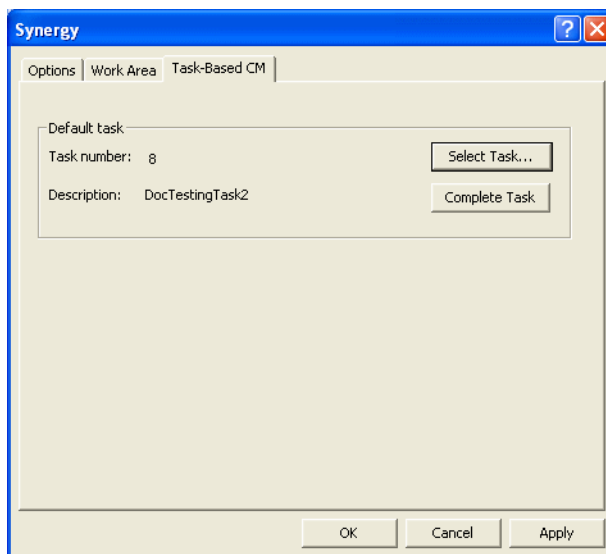 Synergy
Options Work Area Task-Based CM
Default task
Task number: 8 Select Task...
Description: DocTestingTask2 Complete Task
OK Cancel Apply